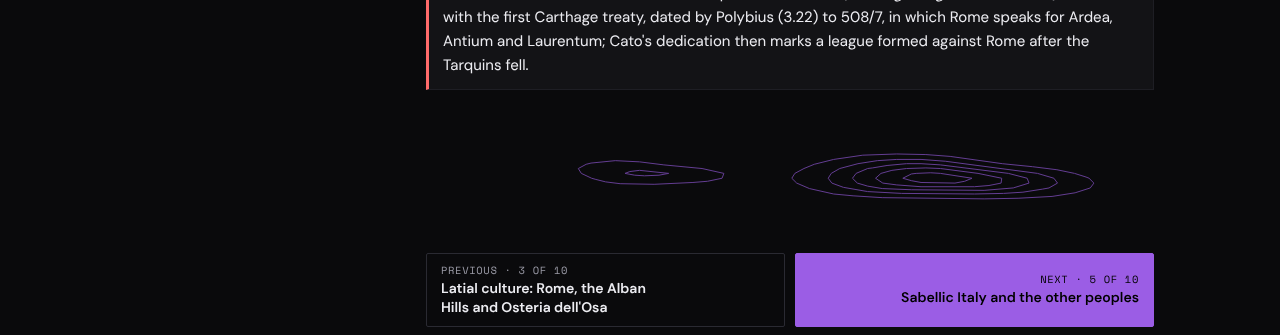 with the first Carthage treaty, dated by Polybius (3.22) to 508/7, in which Rome speaks for Ardea,
Antium and Laurentum; Cato's dedication then marks a league formed against Rome after the
Tarquins fell.
PREVIOUS · 3 OF 10
Latial culture: Rome, the Alban
Hills and Osteria dell'Osa
NEXT · 5 OF 10
Sabellic Italy and the other peoples